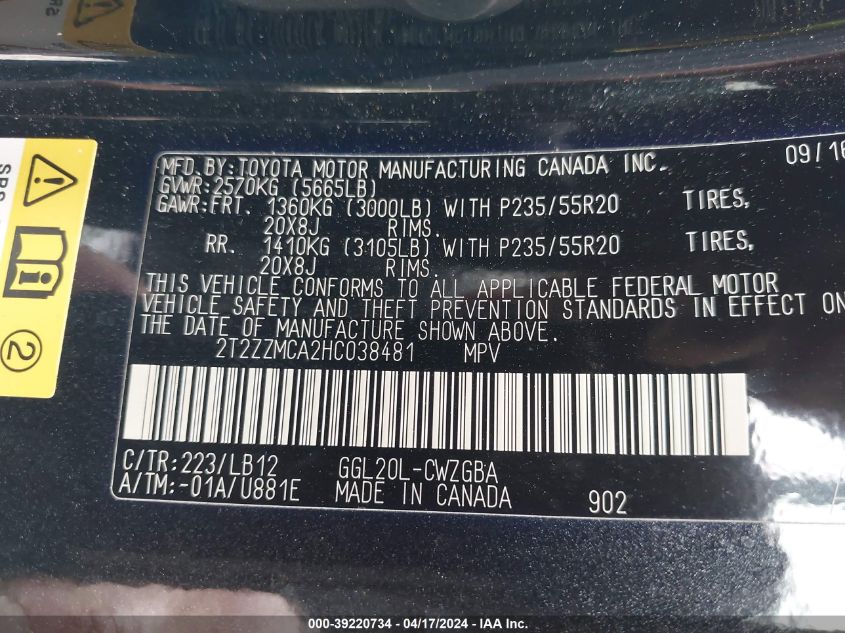 MFD.BY:TOYOTA MOTOR MANUFACTURING CANADA INC. 09/16
GVWR:2570KG (5665LB)
GAWR:FRT. 1360KG (3000LB) WITH P235/55R20 TIRES,
20X8J RIMS.
RR. 1410KG (3105LB) WITH P235/55R20 TIRES,
20X8J RIMS.
THIS VEHICLE CONFORMS TO ALL APPLICABLE FEDERAL MOTOR
VEHICLE SAFETY AND THEFT PREVENTION STANDARDS IN EFFECT ON
THE DATE OF MANUFACTURE SHOWN ABOVE.
2T2ZZMCA2HC038481 MPV
C/TR:223/LB12 GGL20L-CWZGBA
A/TM:-01A/U881E MADE IN CANADA 902
SRS
2
000-39220734 / 04/17/2024 - IAA Inc.